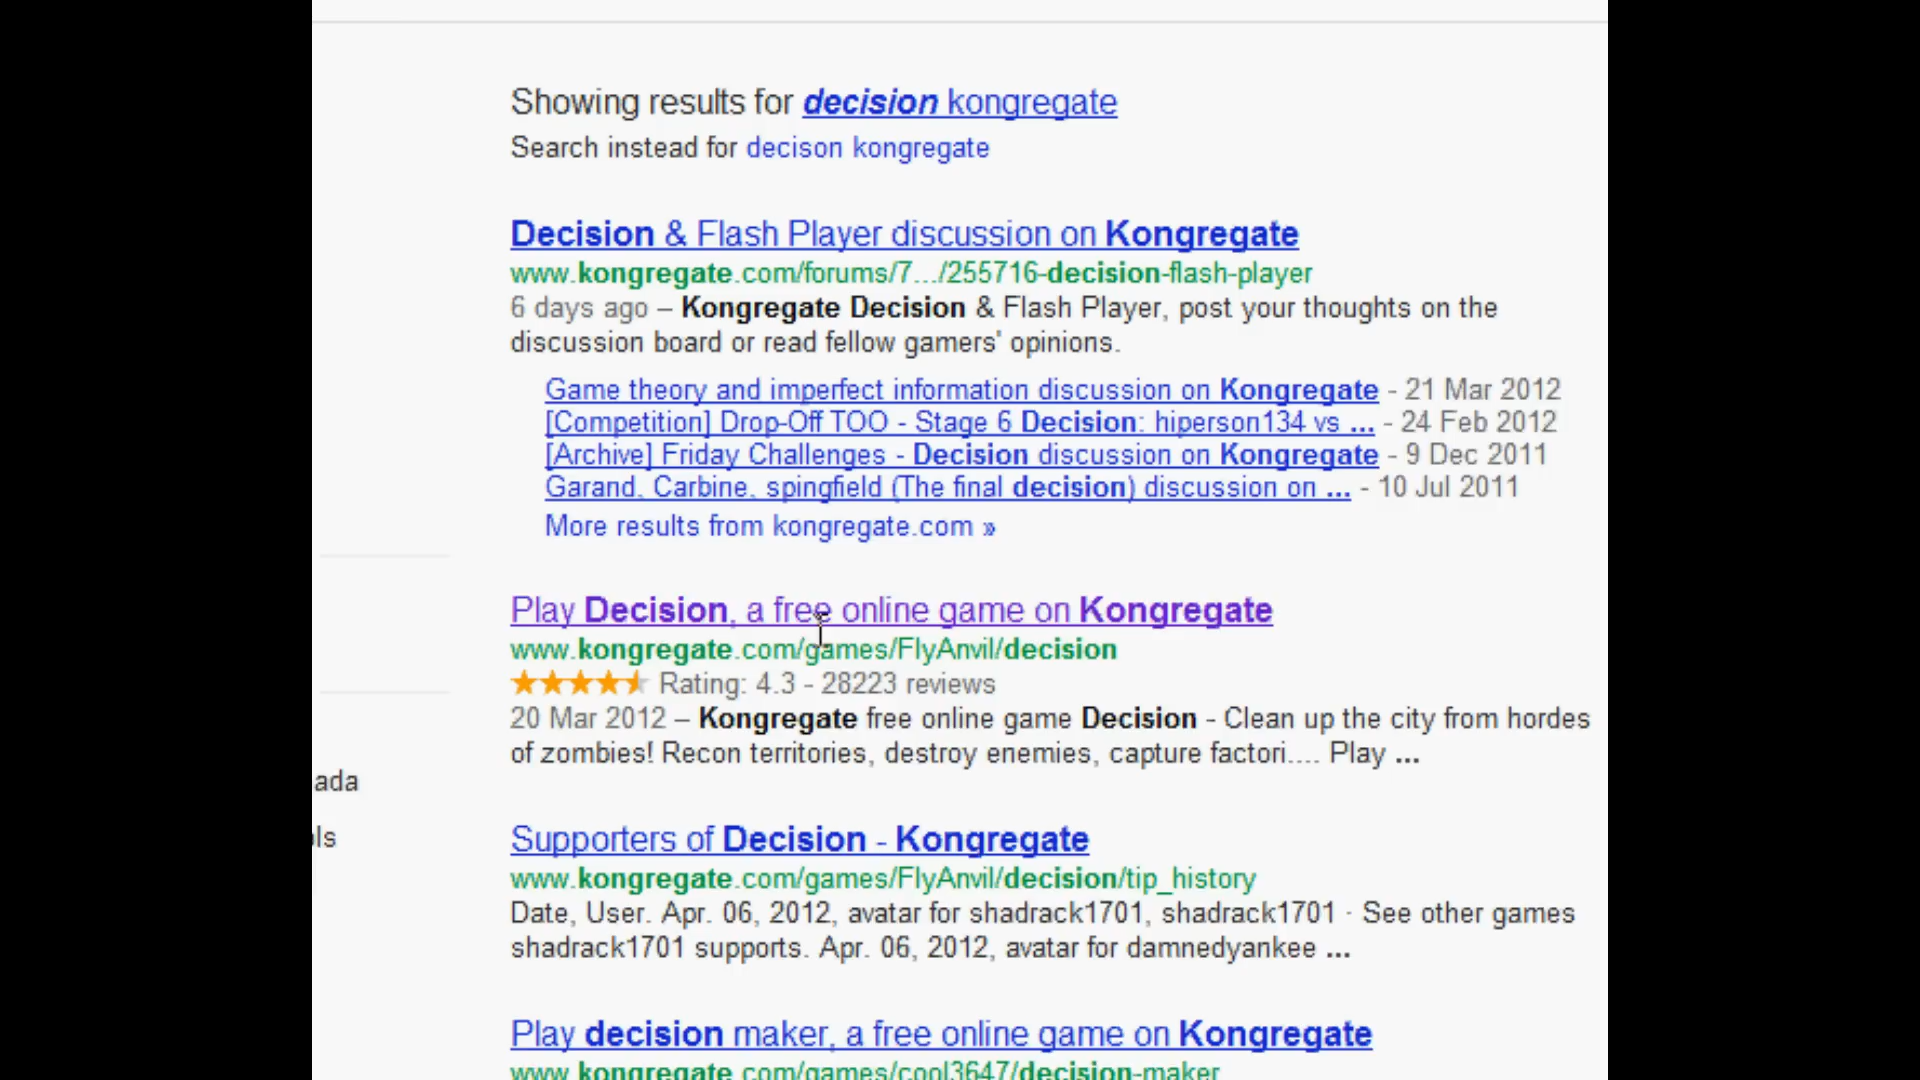 Showing results for decision kongregate
Search instead for decison kongregate
Decision & Flash Player discussion on Kongregate
www.kongregate.com/forums/7.../255716-decision-flash-player
6 days ago – Kongregate Decision & Flash Player, post your thoughts on the
discussion board or read fellow gamers' opinions.
Game theory and imperfect information discussion on Kongregate - 21 Mar 2012
[Competition] Drop-Off TOO - Stage 6 Decision: hiperson134 vs ... - 24 Feb 2012
[Archive] Friday Challenges - Decision discussion on Kongregate - 9 Dec 2011
Garand, Carbine, spingfield (The final decision) discussion on ... - 10 Jul 2011
More results from kongregate.com »
Play Decision, a free online game on Kongregate
www.kongregate.com/games/FlyAnvil/decision
Rating: 4.3 - 28223 reviews
20 Mar 2012 – Kongregate free online game Decision - Clean up the city from hordes
of zombies! Recon territories, destroy enemies, capture factori.... Play ...
ada
ols
Supporters of Decision - Kongregate
www.kongregate.com/games/FlyAnvil/decision/tip_history
Date, User. Apr. 06, 2012, avatar for shadrack1701, shadrack1701 · See other games
shadrack1701 supports. Apr. 06, 2012, avatar for damnedyankee ...
Play decision maker, a free online game on Kongregate
www.kongregate.com/games/cool3647/decision-maker